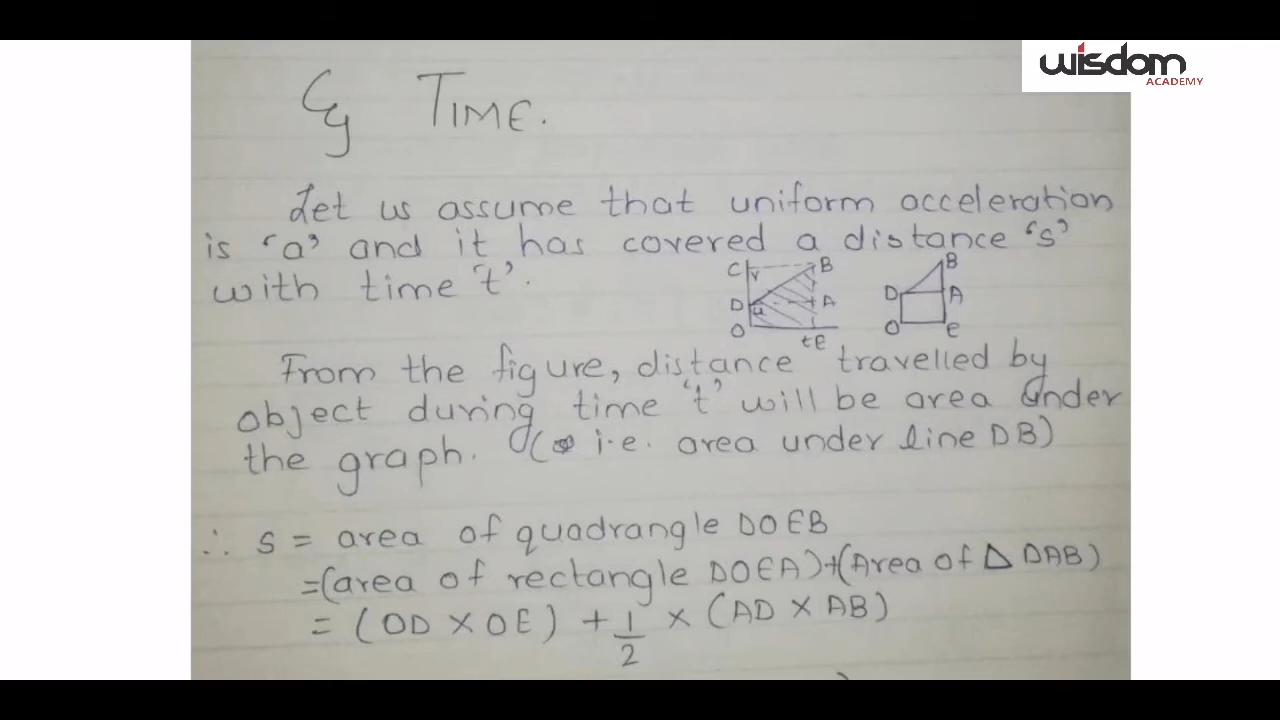 wisdom
ACADEMY
TIME.
Let us assume that uniform acceleration
is 'a' and it has covered a distance 's'
with time 't'.
C v B
D u A
O t E
B
D A
O E
From the figure, distance travelled by
object during time 't' will be area under
the graph. (i.e. area under line DB)
∴ s = area of quadrangle DOEB
=(area of rectangle DOEA)+(Area of △ DAB)
= (OD × OE) + 1/2 × (AD × AB)